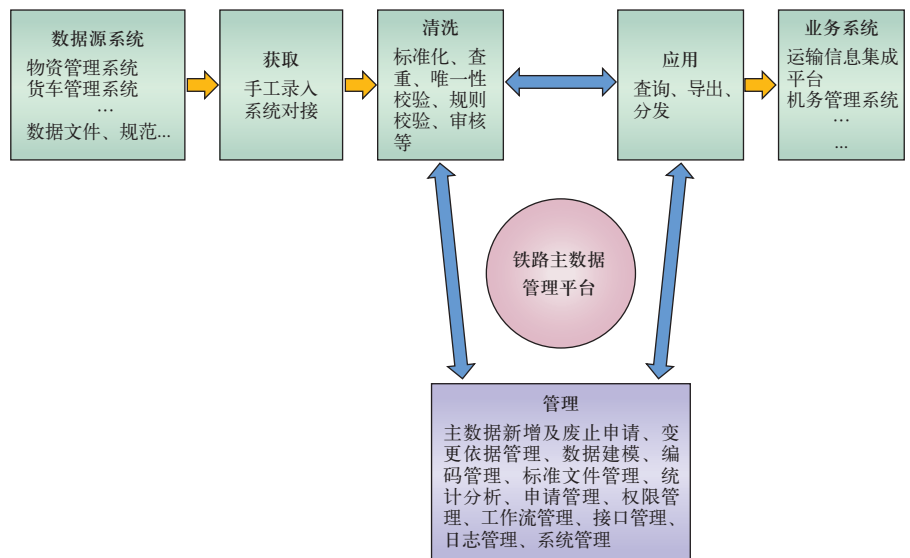 数据源系统
物资管理系统
货车管理系统
…
数据文件、规范...
获取
手工录入
系统对接
清洗
标准化、查
重、唯一性
校验、规则
校验、审核
等
应用
查询、导出、
分发
业务系统
运输信息集成
平台
机务管理系统
…
...
铁路主数据
管理平台
管理
主数据新增及废止申请、变
更依据管理、数据建模、编
码管理、标准文件管理、统
计分析、申请管理、权限管
理、工作流管理、接口管理、
日志管理、系统管理